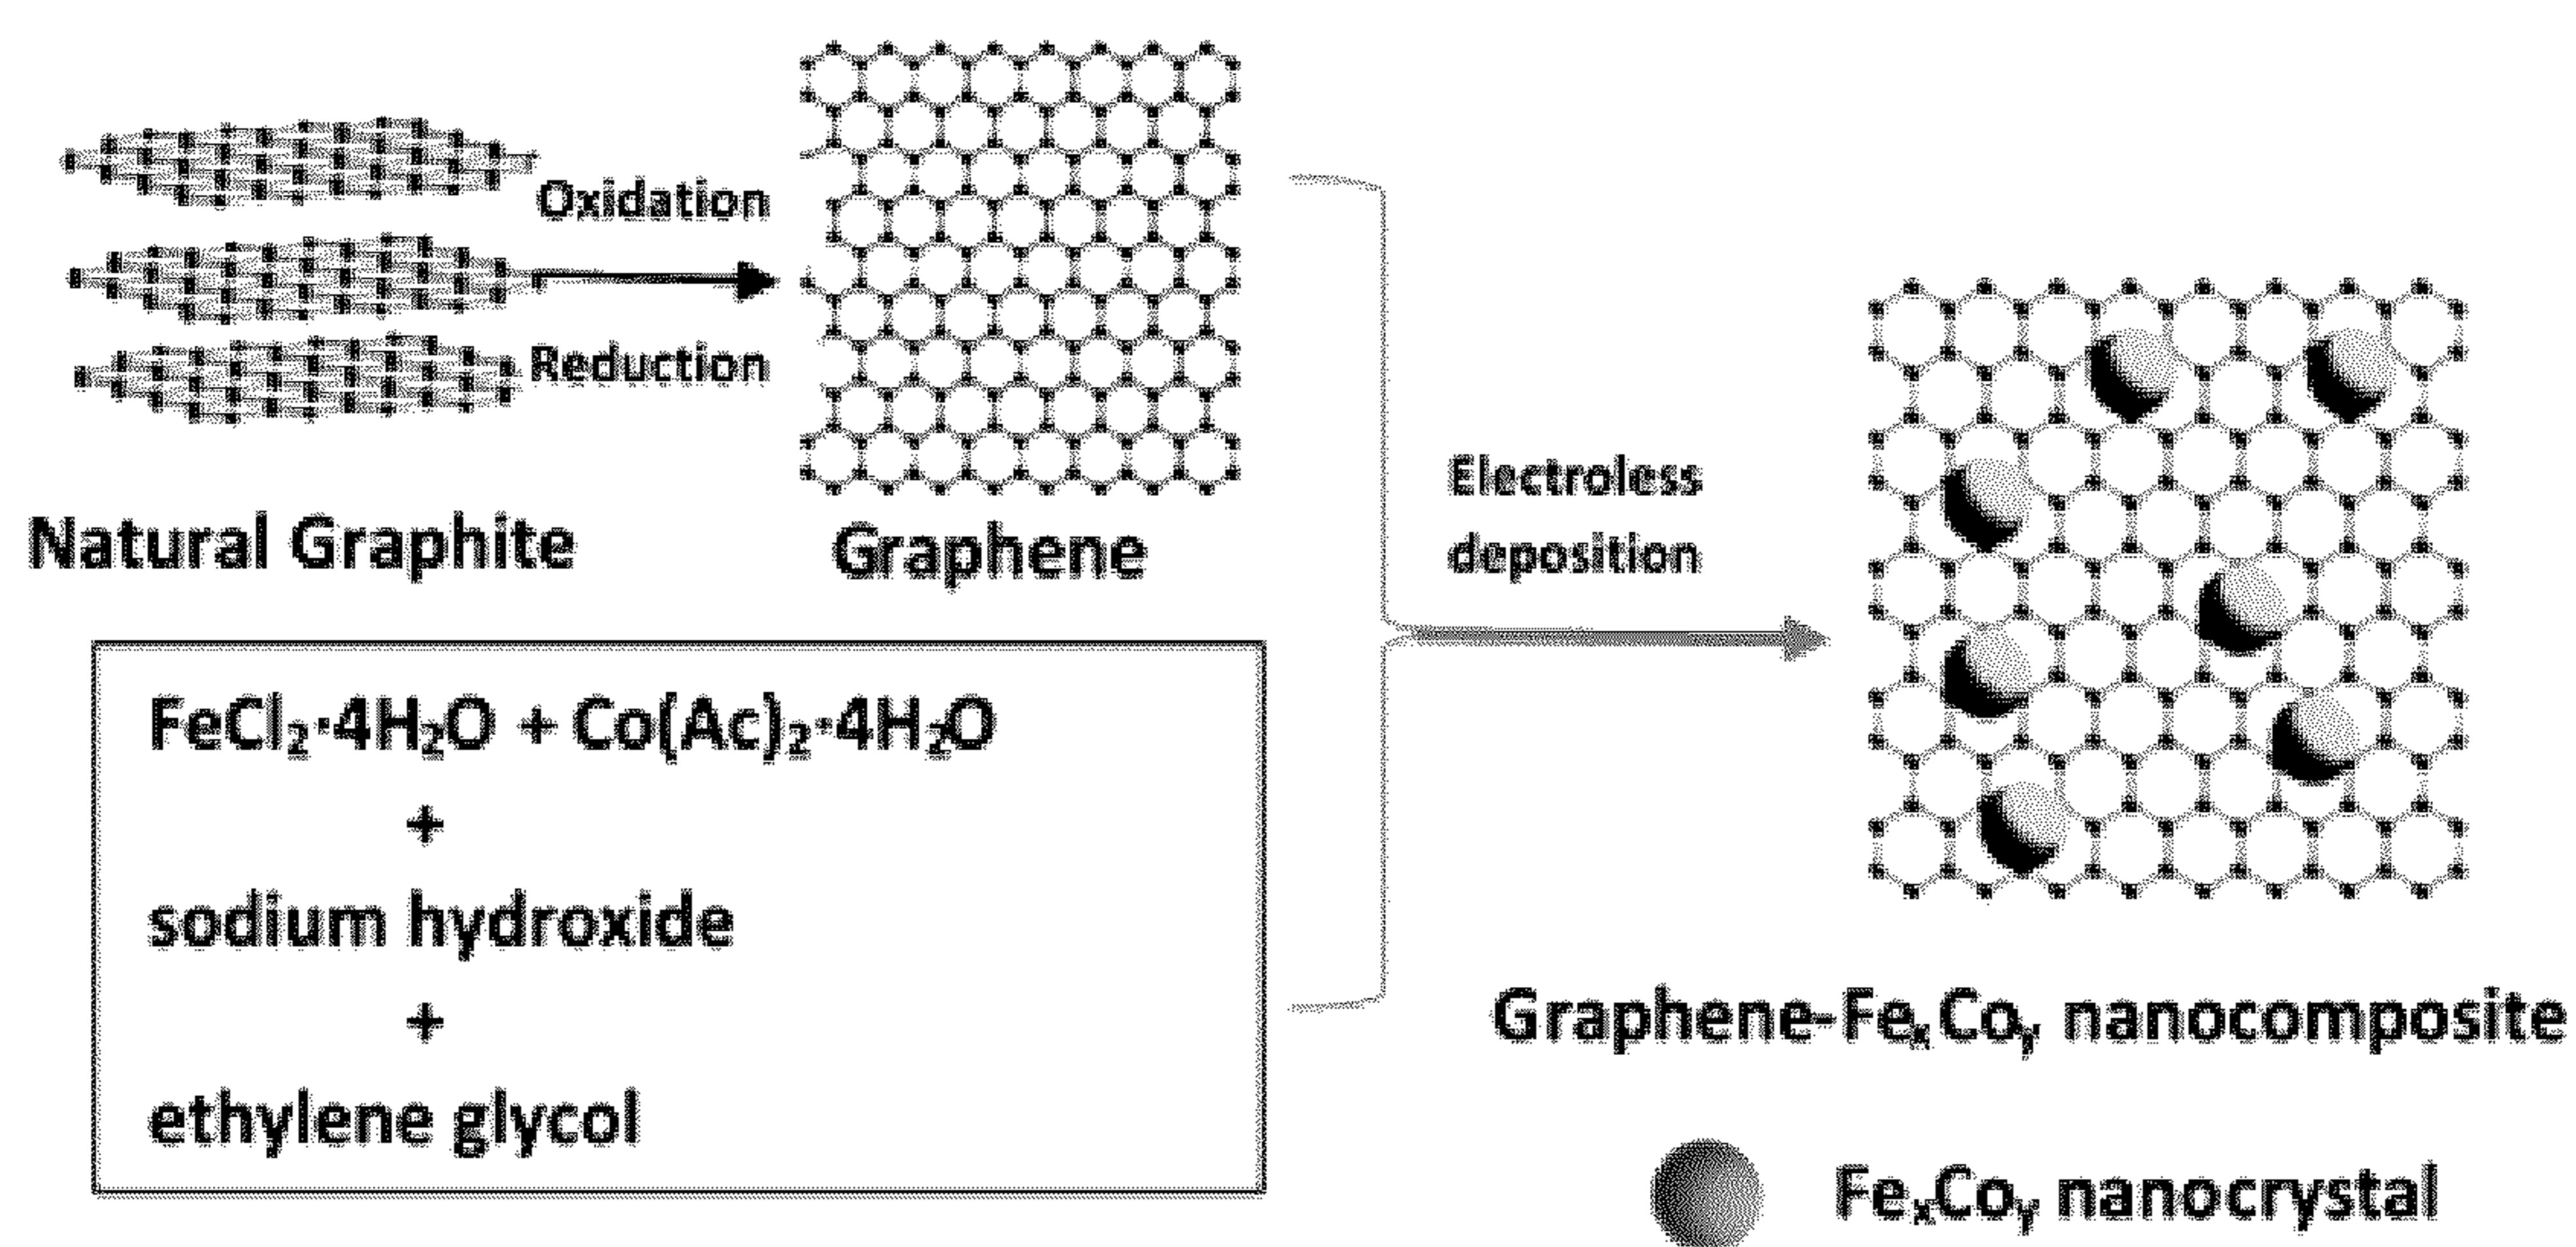 Oxidation
Reduction
Natural Graphite
Graphene
FeCl₂·4H₂O + Co(Ac)₂·4H₂O
+
sodium hydroxide
+
ethylene glycol
Electroless
deposition
Graphene-FeₓCoᵧ nanocomposite
FeₓCoᵧ nanocrystal